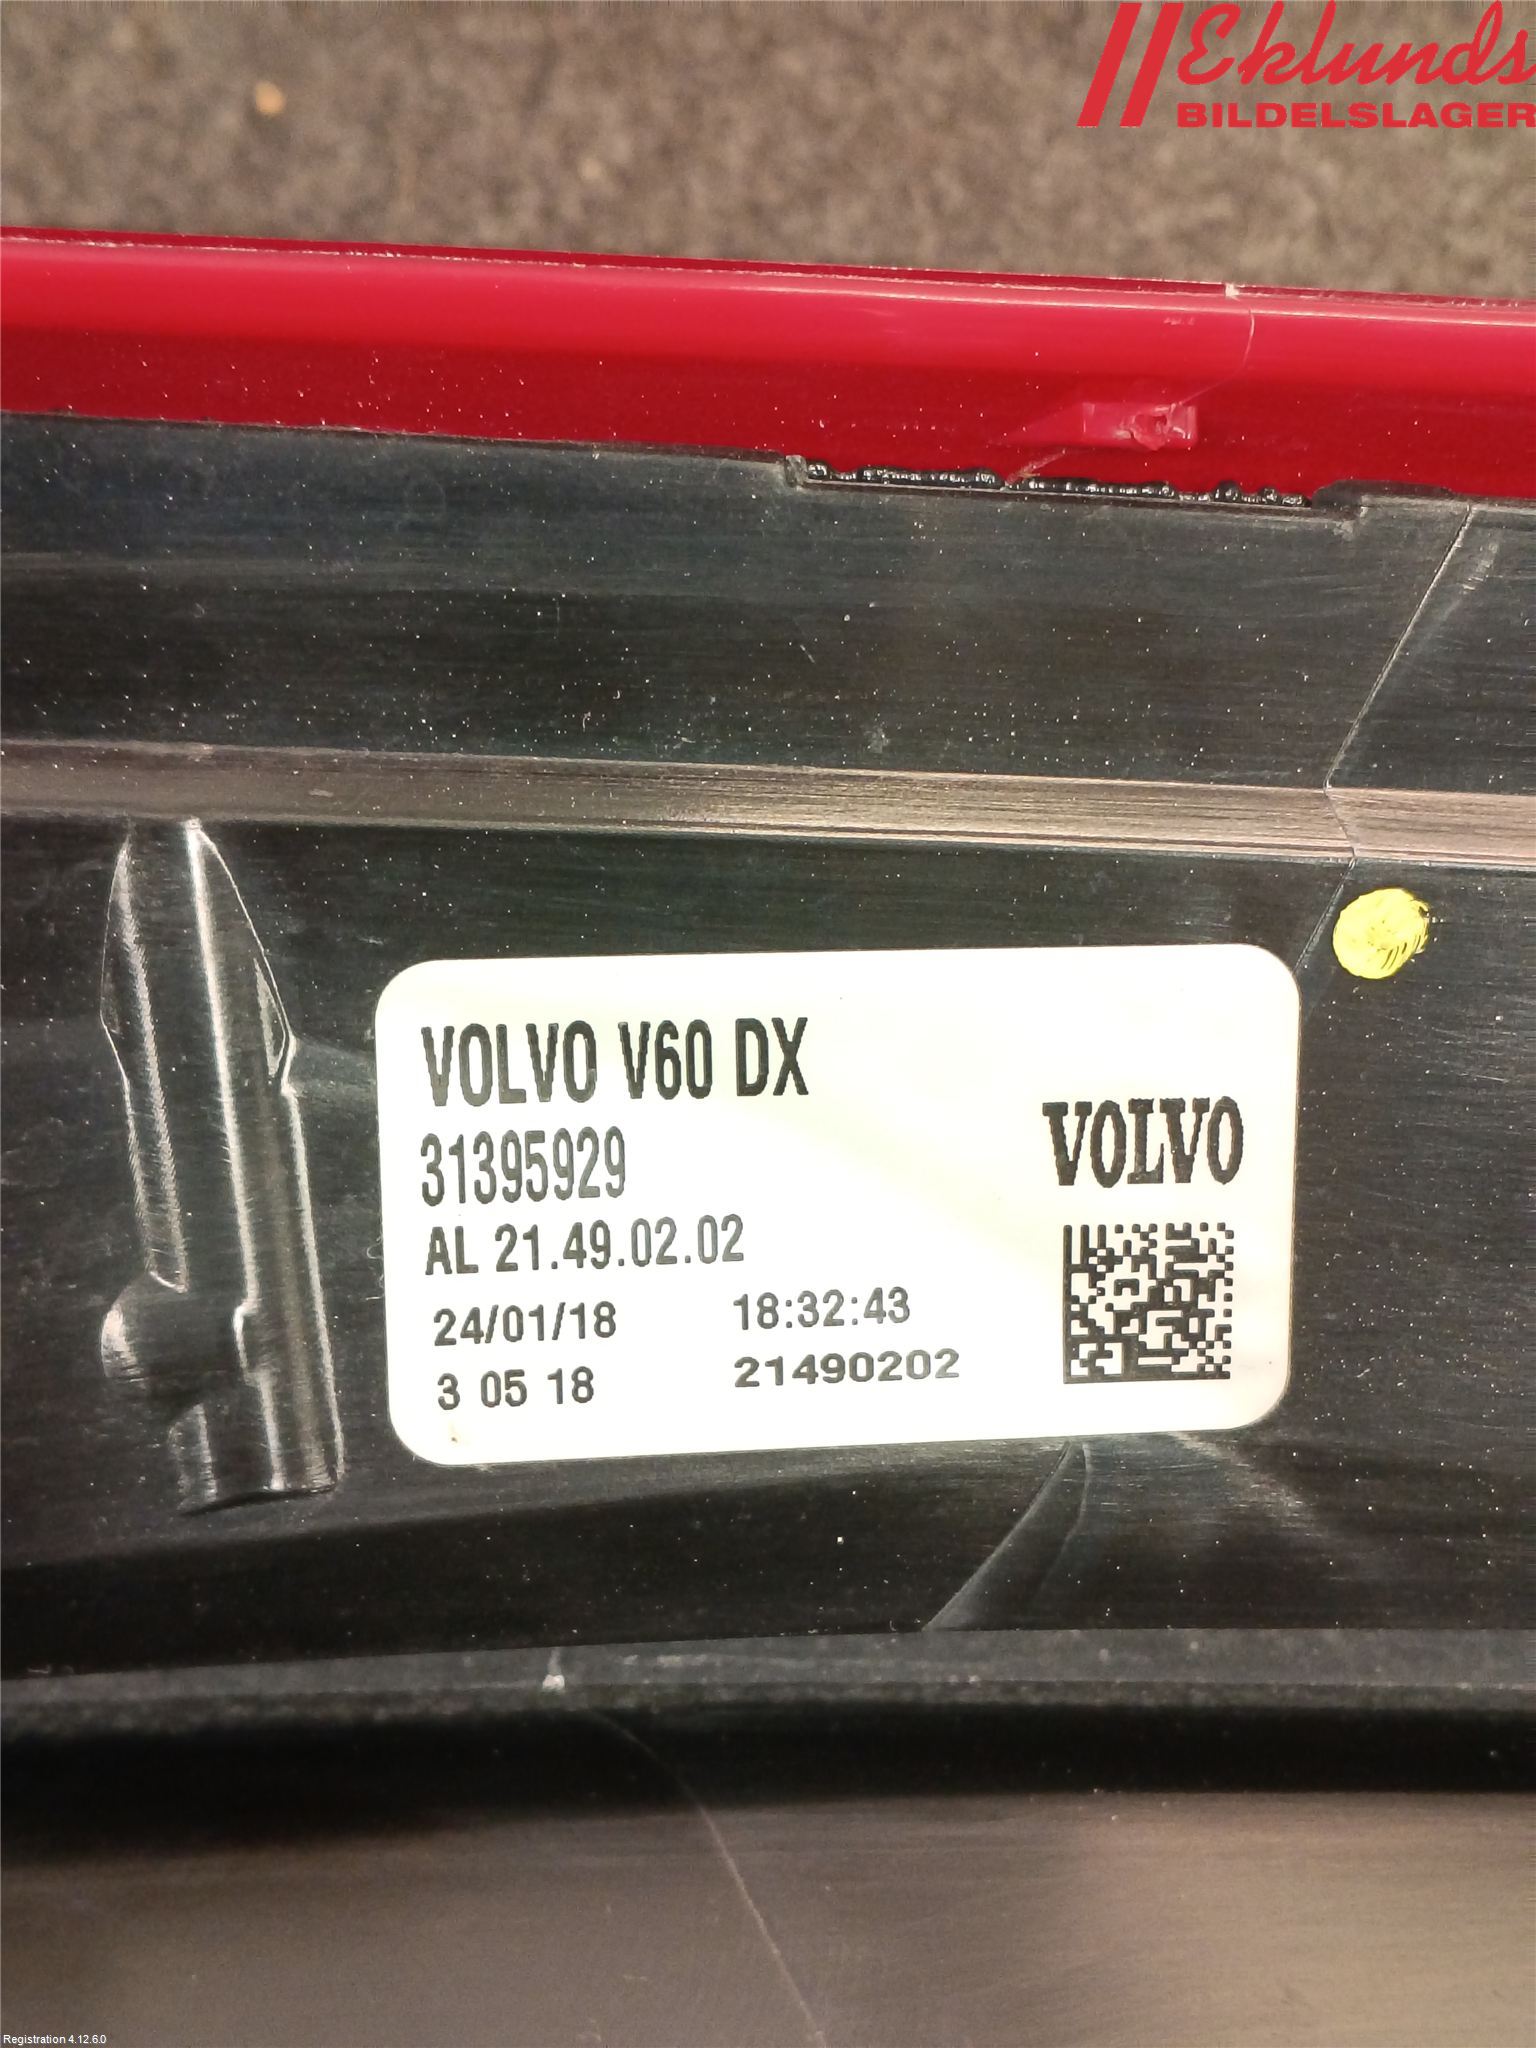 Eklunds
BILDELSLAGER
VOLVO V60 DX
31395929
VOLVO
AL 21.49.02.02
24/01/18 18:32:43
3 05 18 21490202
Registration 4.12.6.0